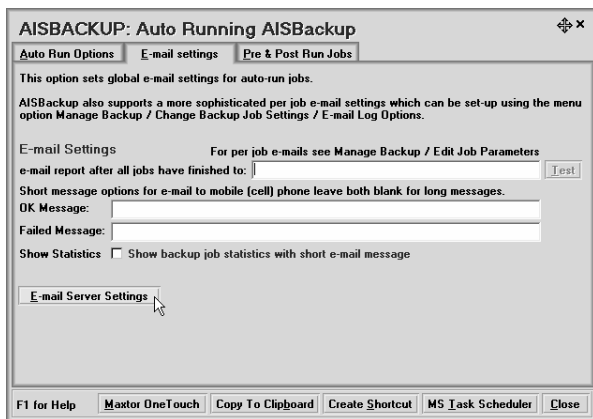 AISBACKUP: Auto Running AISBackup
Auto Run Options E-mail settings Pre & Post Run Jobs
This option sets global e-mail settings for auto-run jobs.
AISBackup also supports a more sophisticated per job e-mail settings which can be set-up using the menu
option Manage Backup / Change Backup Job Settings / E-mail Log Options.
E-mail Settings For per job e-mails see Manage Backup / Edit Job Parameters
e-mail report after all jobs have finished to: Test
Short message options for e-mail to mobile (cell) phone leave both blank for long messages.
OK Message:
Failed Message:
Show Statistics Show backup job statistics with short e-mail message
E-mail Server Settings
F1 for Help Maxtor OneTouch Copy To Clipboard Create Shortcut MS Task Scheduler Close